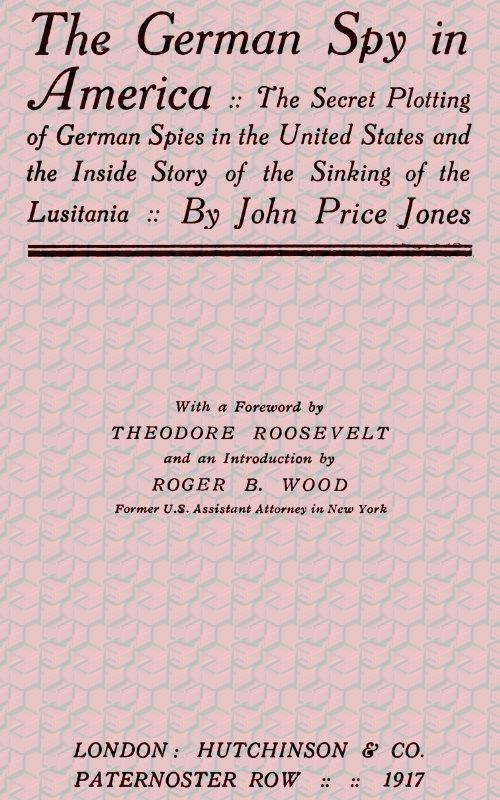 The German Spy in
America :: The Secret Plotting
of German Spies in the United States and
the Inside Story of the Sinking of the
Lusitania :: By John Price Jones
With a Foreword by
THEODORE ROOSEVELT
and an Introduction by
ROGER B. WOOD
Former U.S. Assistant Attorney in New York
LONDON: HUTCHINSON & CO.
PATERNOSTER ROW :: :: 1917